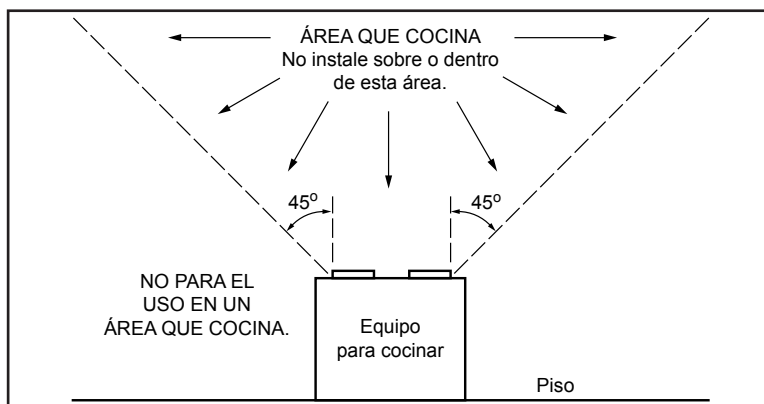 ÁREA QUE COCINA
No instale sobre o dentro
de esta área.
45º
45º
NO PARA EL
USO EN UN
ÁREA QUE COCINA.
Equipo
para cocinar
Piso